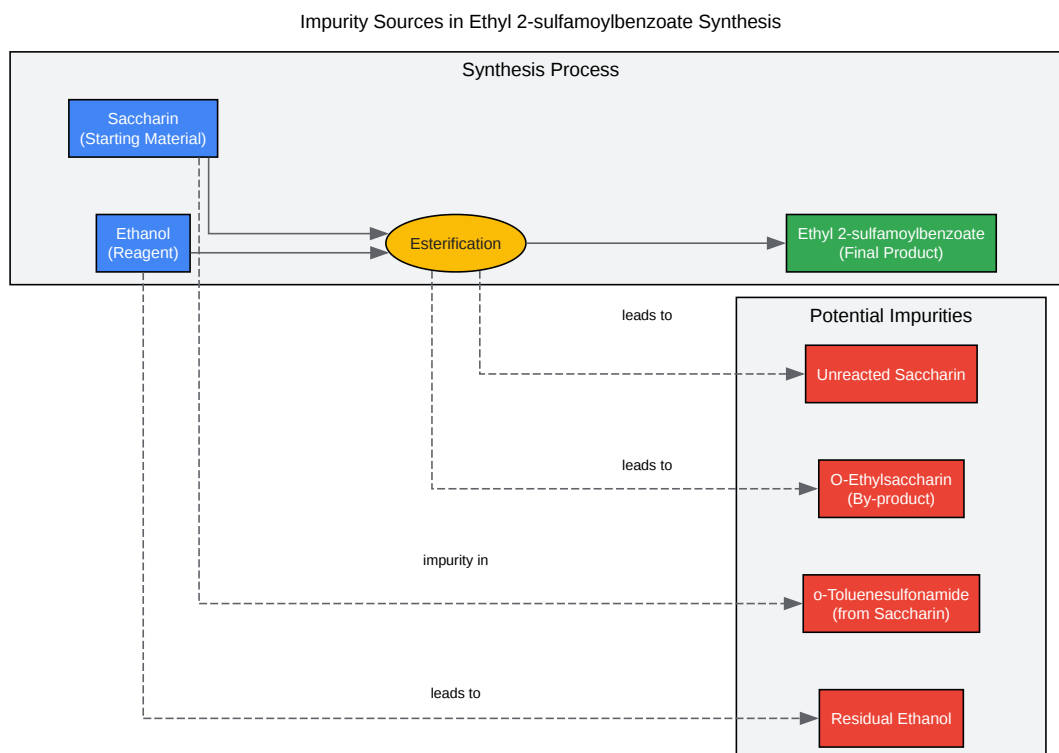 Impurity Sources in Ethyl 2-sulfamoylbenzoate Synthesis
Synthesis Process
Saccharin
(Starting Material)
Ethanol
(Reagent)
Esterification
Ethyl 2-sulfamoylbenzoate
(Final Product)
Potential Impurities
leads to
Unreacted Saccharin
leads to
O-Ethylsaccharin
(By-product)
impurity in
o-Toluenesulfonamide
(from Saccharin)
leads to
Residual Ethanol